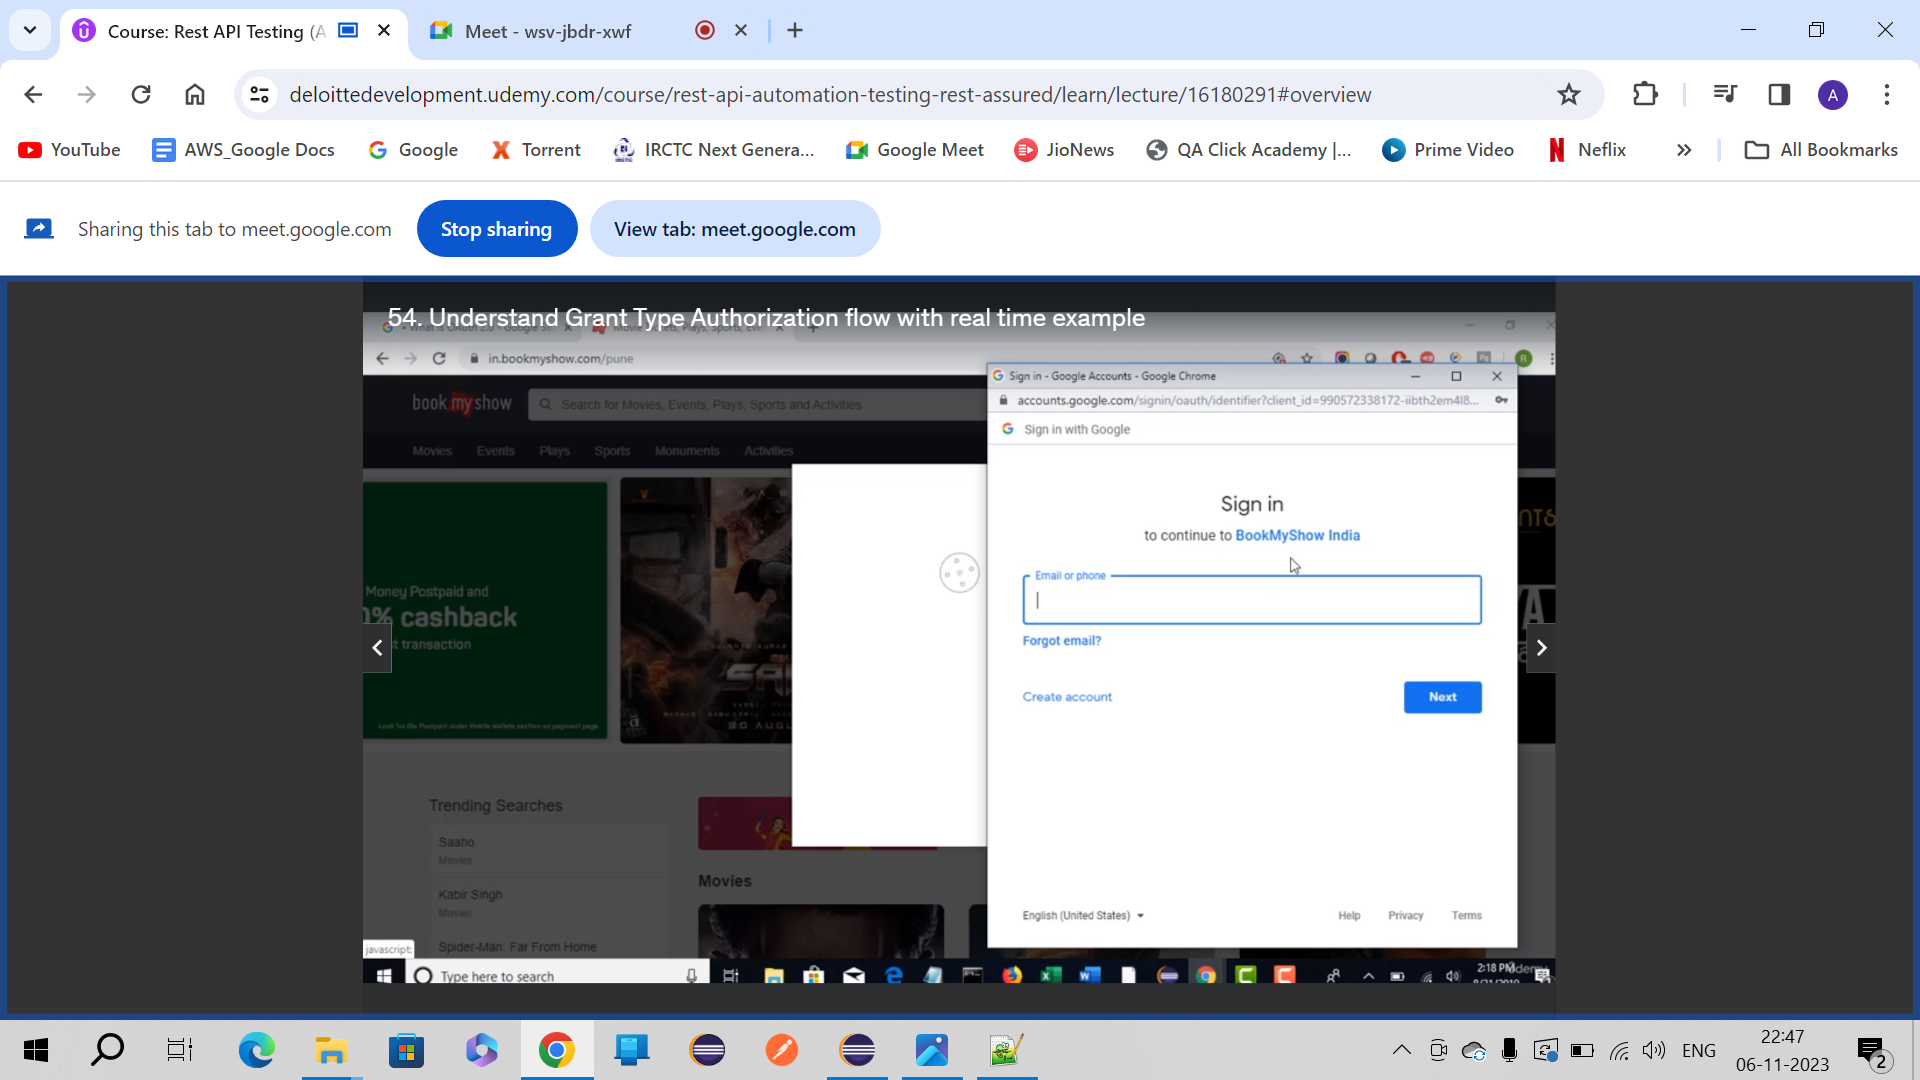 Course: Rest API Testing (A
Meet - wsv-jbdr-xwf
deloittedevelopment.udemy.com/course/rest-api-automation-testing-rest-assured/learn/lecture/16180291#overview
A
YouTube
AWS_Google Docs
Google
Torrent
IRCTC Next Genera...
Google Meet
JioNews
QA Click Academy |...
Prime Video
Neflix
All Bookmarks
Sharing this tab to meet.google.com
Stop sharing
View tab: meet.google.com
54. Understand Grant Type Authorization flow with real time example
in.bookmyshow.com/pune
R
Sign in - Google Accounts - Google Chrome
accounts.google.com/signin/oauth/identifier?client_id=990572338172-iibth2em4l8...
book my show
Search for Movies, Events, Plays, Sports and Activities
Sign in with Google
Movies
Events
Plays
Sports
Monuments
Activities
Sign in
to continue to BookMyShow India
Email or phone
Money Postpaid and
% cashback
t transaction
Forgot email?
Create account
Next
Trending Searches
Saaho
Movies
Kabir Singh
Movies
Spider-Man: Far From Home
Movies
English (United States)
Help
Privacy
Terms
javascript:
Type here to search
2:18 PM
ENG
22:47
06-11-2023
2